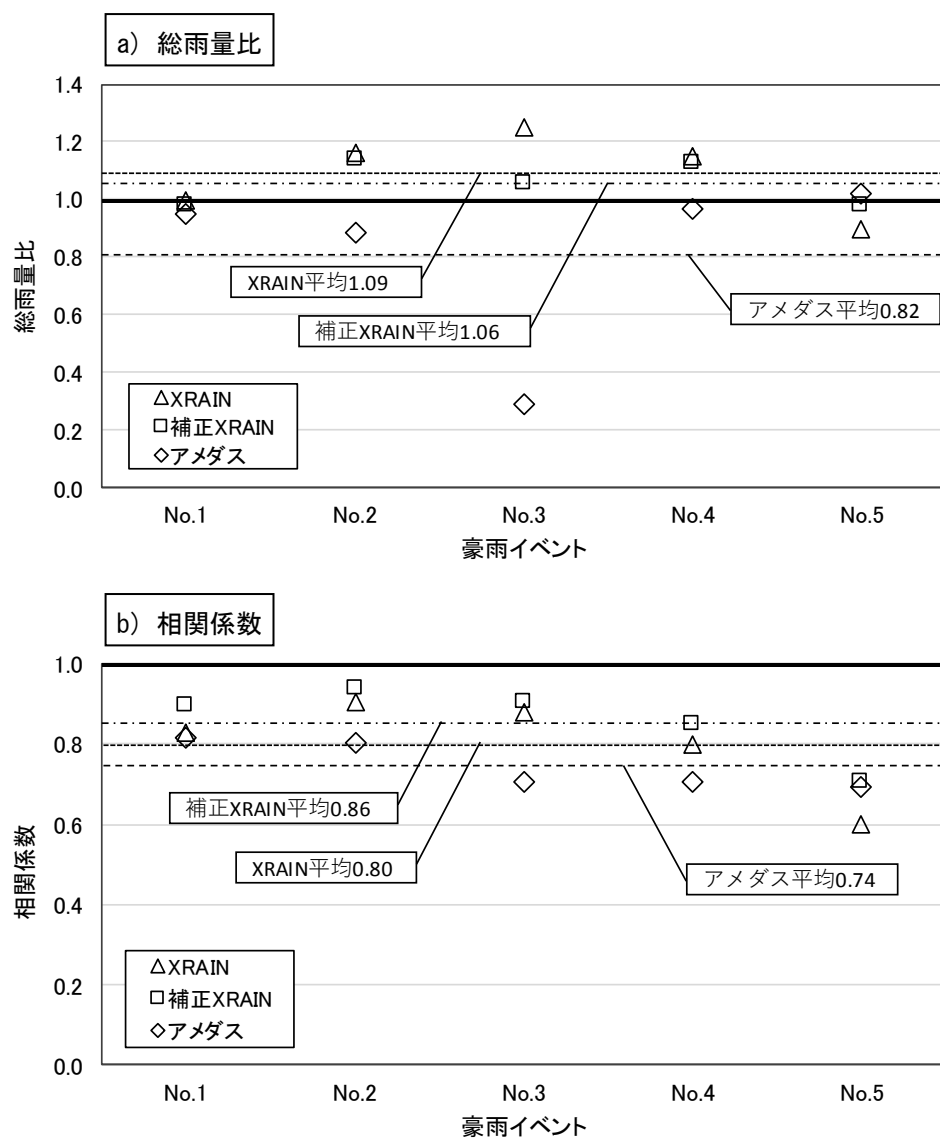 a) 総雨量比
1.4
1.2
1.0
0.8
0.6
0.4
0.2
0.0
総雨量比
XRAIN平均1.09
補正XRAIN平均1.06
アメダス平均0.82
△XRAIN
□補正XRAIN
◇アメダス
No.1 No.2 No.3 No.4 No.5
豪雨イベント
b) 相関係数
1.0
0.8
0.6
0.4
0.2
0.0
相関係数
補正XRAIN平均0.86
XRAIN平均0.80
アメダス平均0.74
△XRAIN
□補正XRAIN
◇アメダス
No.1 No.2 No.3 No.4 No.5
豪雨イベント